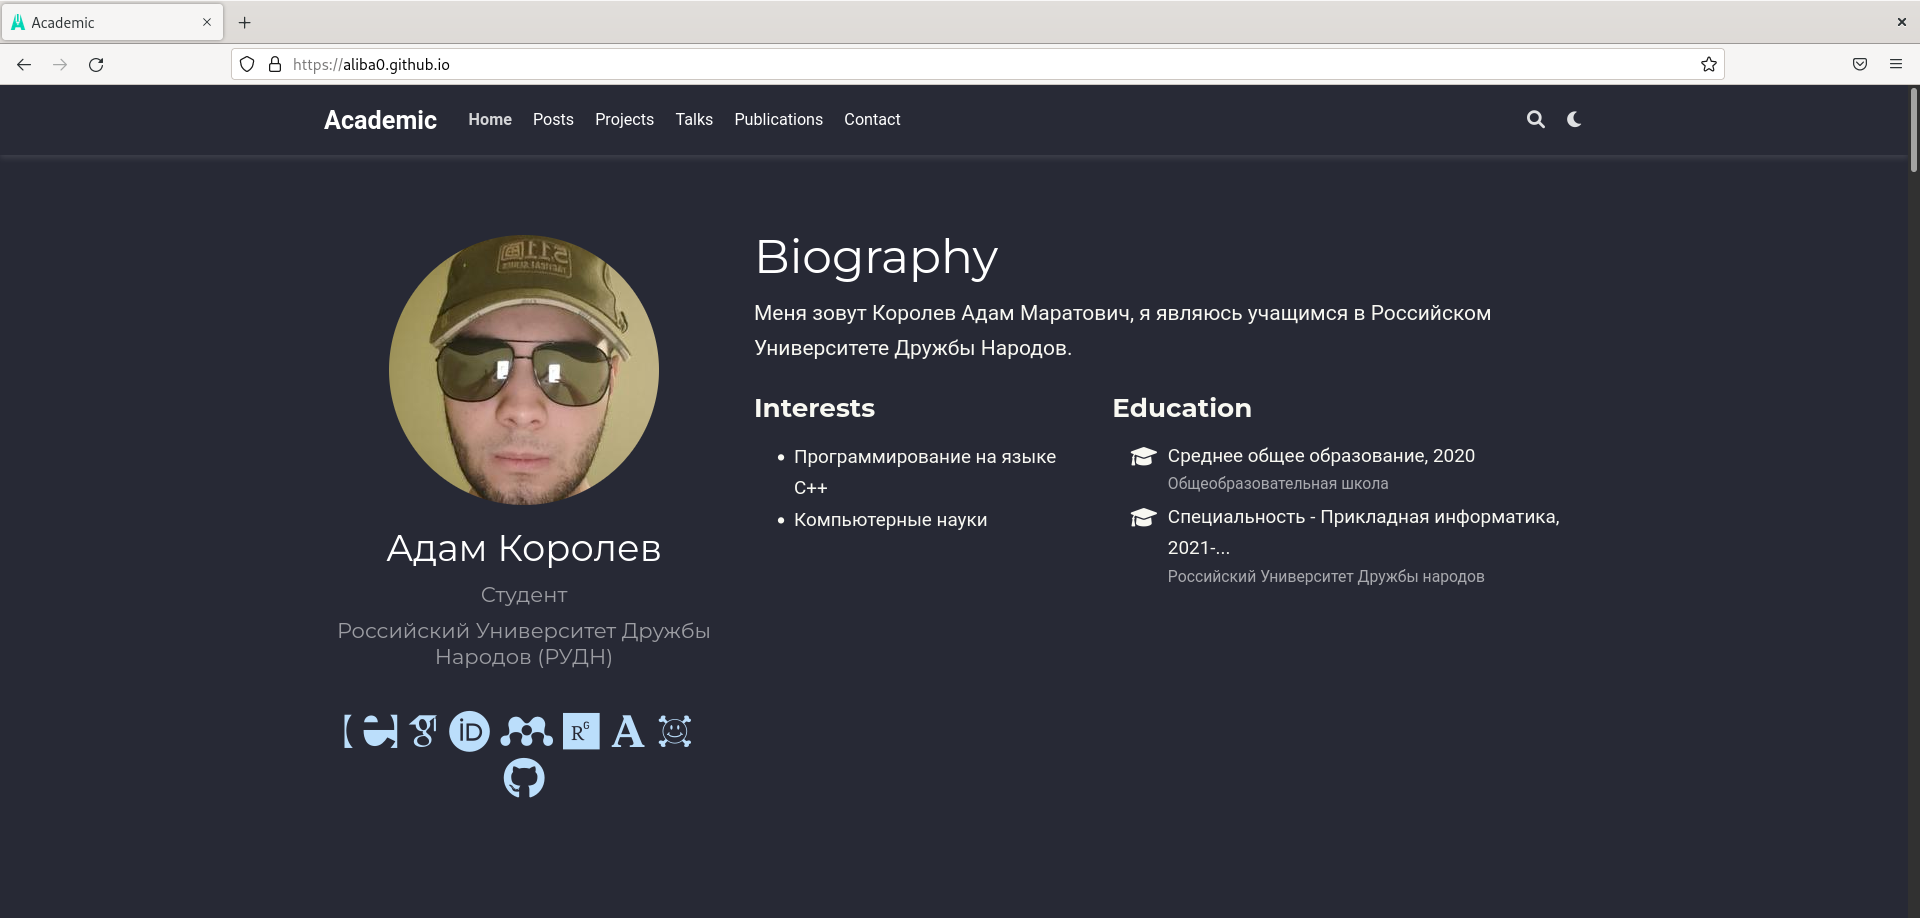 Academic
https://aliba0.github.io
Academic
Home Posts Projects Talks Publications Contact
Biography
Меня зовут Королев Адам Маратович, я являюсь учащимся в Российском
Университете Дружбы Народов.
Interests
Программирование на языке
C++
Компьютерные науки
Education
Среднее общее образование, 2020
Общеобразовательная школа
Специальность - Прикладная информатика,
2021-...
Российский Университет Дружбы народов
Адам Королев
Студент
Российский Университет Дружбы
Народов (РУДН)
iD
RG
A